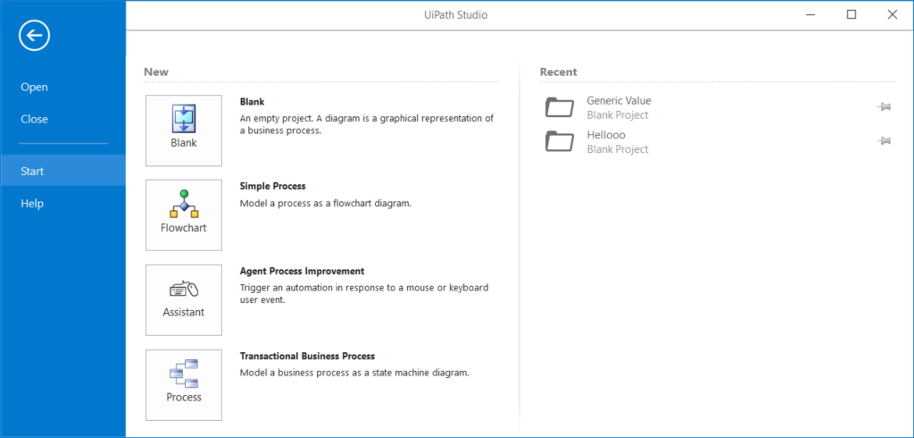 UiPath Studio
Open
Close
Start
Help
New
Blank
Blank
An empty project. A diagram is a graphical representation of
a business process.
Flowchart
Simple Process
Model a process as a flowchart diagram.
Assistant
Agent Process Improvement
Trigger an automation in response to a mouse or keyboard
user event.
Process
Transactional Business Process
Model a business process as a state machine diagram.
Recent
Generic Value
Blank Project
Hellooo
Blank Project